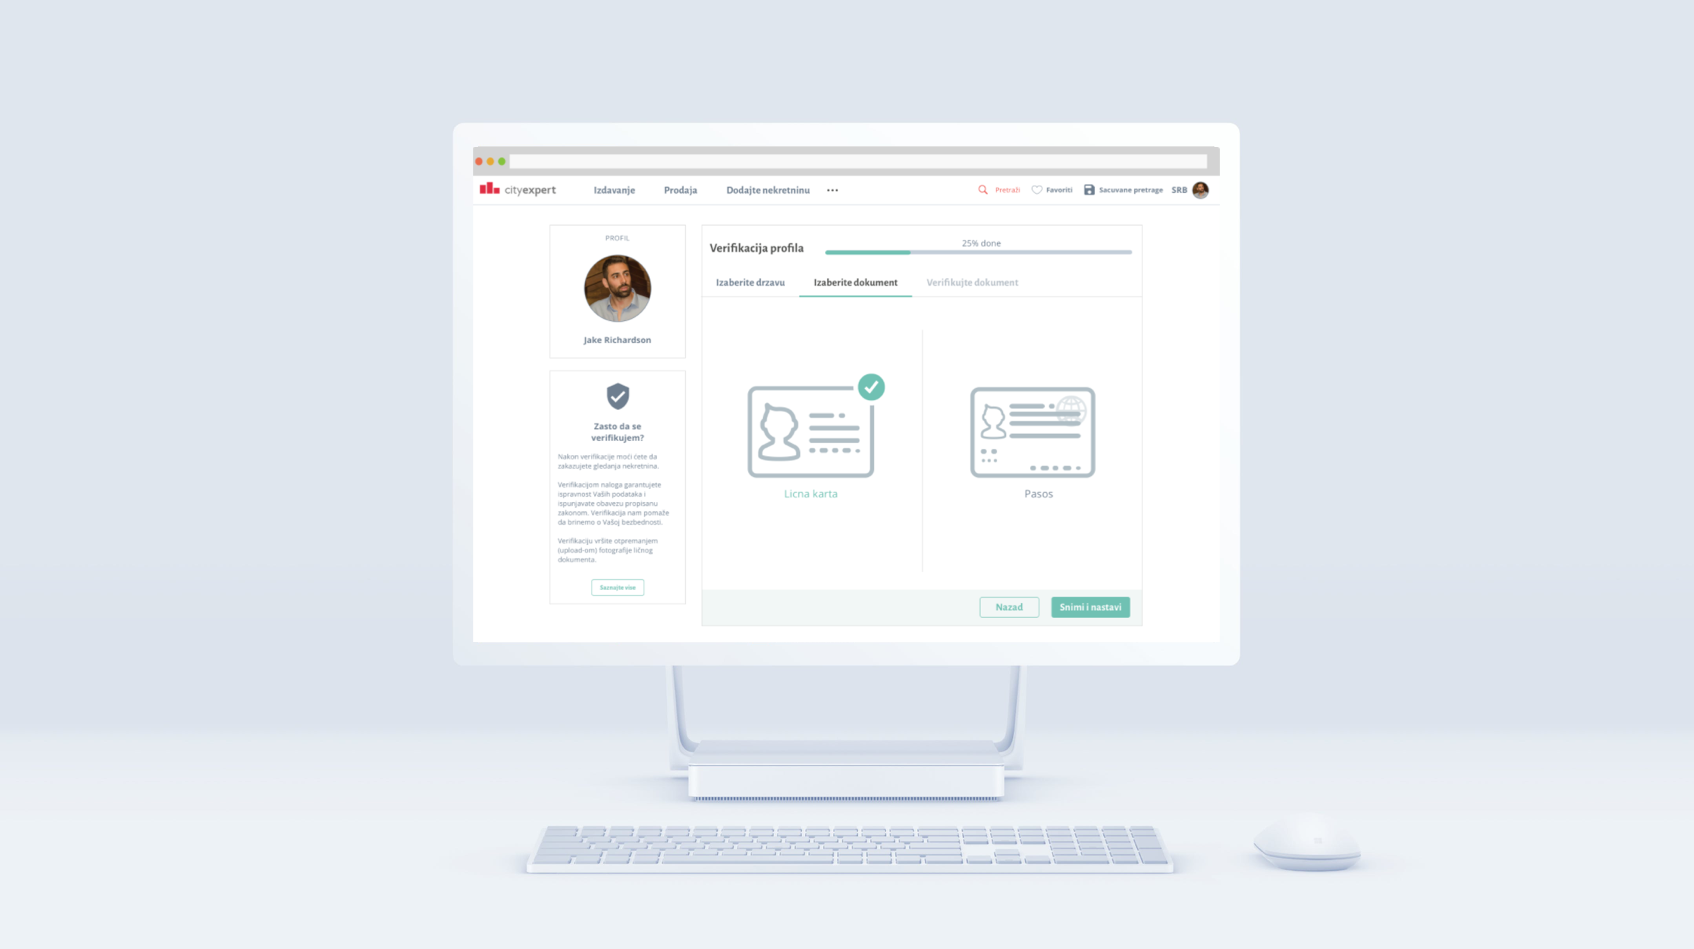 cityexpert
Izdavanje
Prodaja
Dodajte nekretninu
Pretraži
Favoriti
Sacuvane pretrage
SRB
PROFIL
Jake Richardson
Zasto da se
verifikujem?
Nakon verifikacije moći ćete da
zakazujete gledanja nekretnina.
Verifikacijom naloga garantujete
ispravnost Vaših podataka i
ispunjavate obavezu propisanu
zakonom. Verifikacija nam pomaže
da brinemo o Vašoj bezbednosti.
Verifikaciju vršite otpremanjem
(upload-om) fotografije ličnog
dokumenta.
Saznajte vise
Verifikacija profila
25% done
Izaberite drzavu
Izaberite dokument
Verifikujte dokument
Licna karta
Pasos
Nazad
Snimi i nastavi